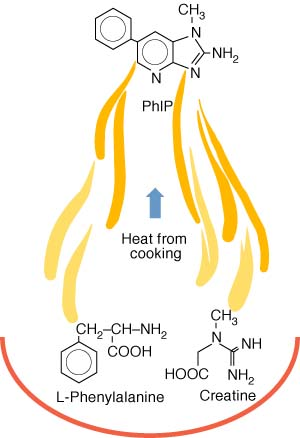 CH₃
N
NH₂
N
N
PhIP
Heat from
cooking
CH₂–CH–NH₂
COOH
L-Phenylalanine
CH₃
N
NH
HOOC
NH₂
Creatine